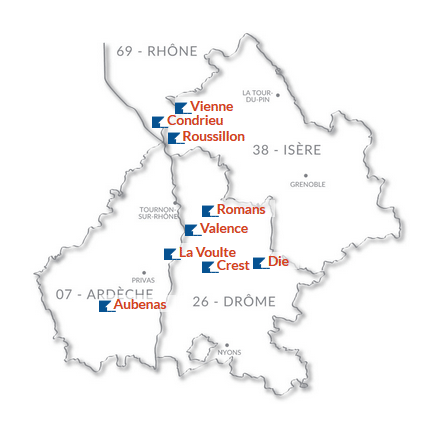 69 - RHÔNE
LA TOUR-
DU-PIN
Vienne
Condrieu
Roussillon
38 - ISÈRE
GRENOBLE
TOURNON
SUR-RHÔNE
Romans
Valence
La Voulte
Crest
Die
PRIVAS
07 - ARDÈCHE
26 - DRÔME
Aubenas
NYONS